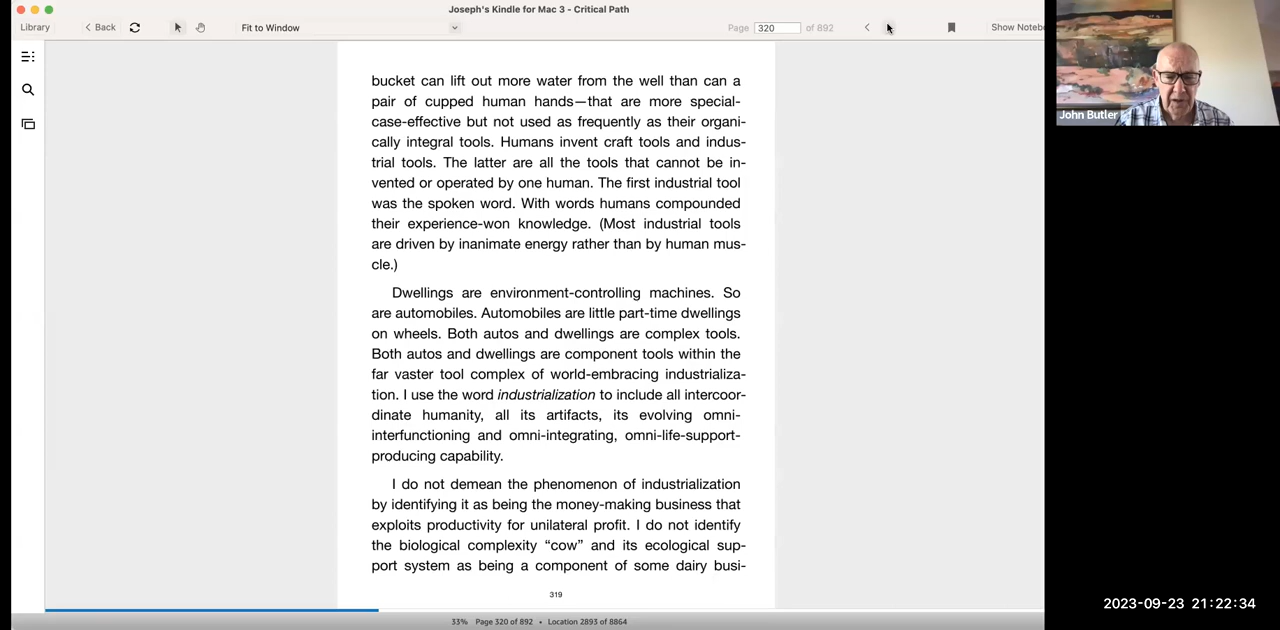 Joseph's Kindle for Mac 3 - Critical Path
Library
Back
Fit to Window
Page 320 of 892
Show Notebo
bucket can lift out more water from the well than can a
pair of cupped human hands—that are more special-
case-effective but not used as frequently as their organi-
cally integral tools. Humans invent craft tools and indus-
trial tools. The latter are all the tools that cannot be in-
vented or operated by one human. The first industrial tool
was the spoken word. With words humans compounded
their experience-won knowledge. (Most industrial tools
are driven by inanimate energy rather than by human mus-
cle.)
Dwellings are environment-controlling machines. So
are automobiles. Automobiles are little part-time dwellings
on wheels. Both autos and dwellings are complex tools.
Both autos and dwellings are component tools within the
far vaster tool complex of world-embracing industrializa-
tion. I use the word industrialization to include all intercoor-
dinate humanity, all its artifacts, its evolving omni-
interfunctioning and omni-integrating, omni-life-support-
producing capability.
I do not demean the phenomenon of industrialization
by identifying it as being the money-making business that
exploits productivity for unilateral profit. I do not identify
the biological complexity “cow” and its ecological sup-
port system as being a component of some dairy busi-
319
33% Page 320 of 892 • Location 2893 of 8864
John Butler
2023-09-23 21:22:34